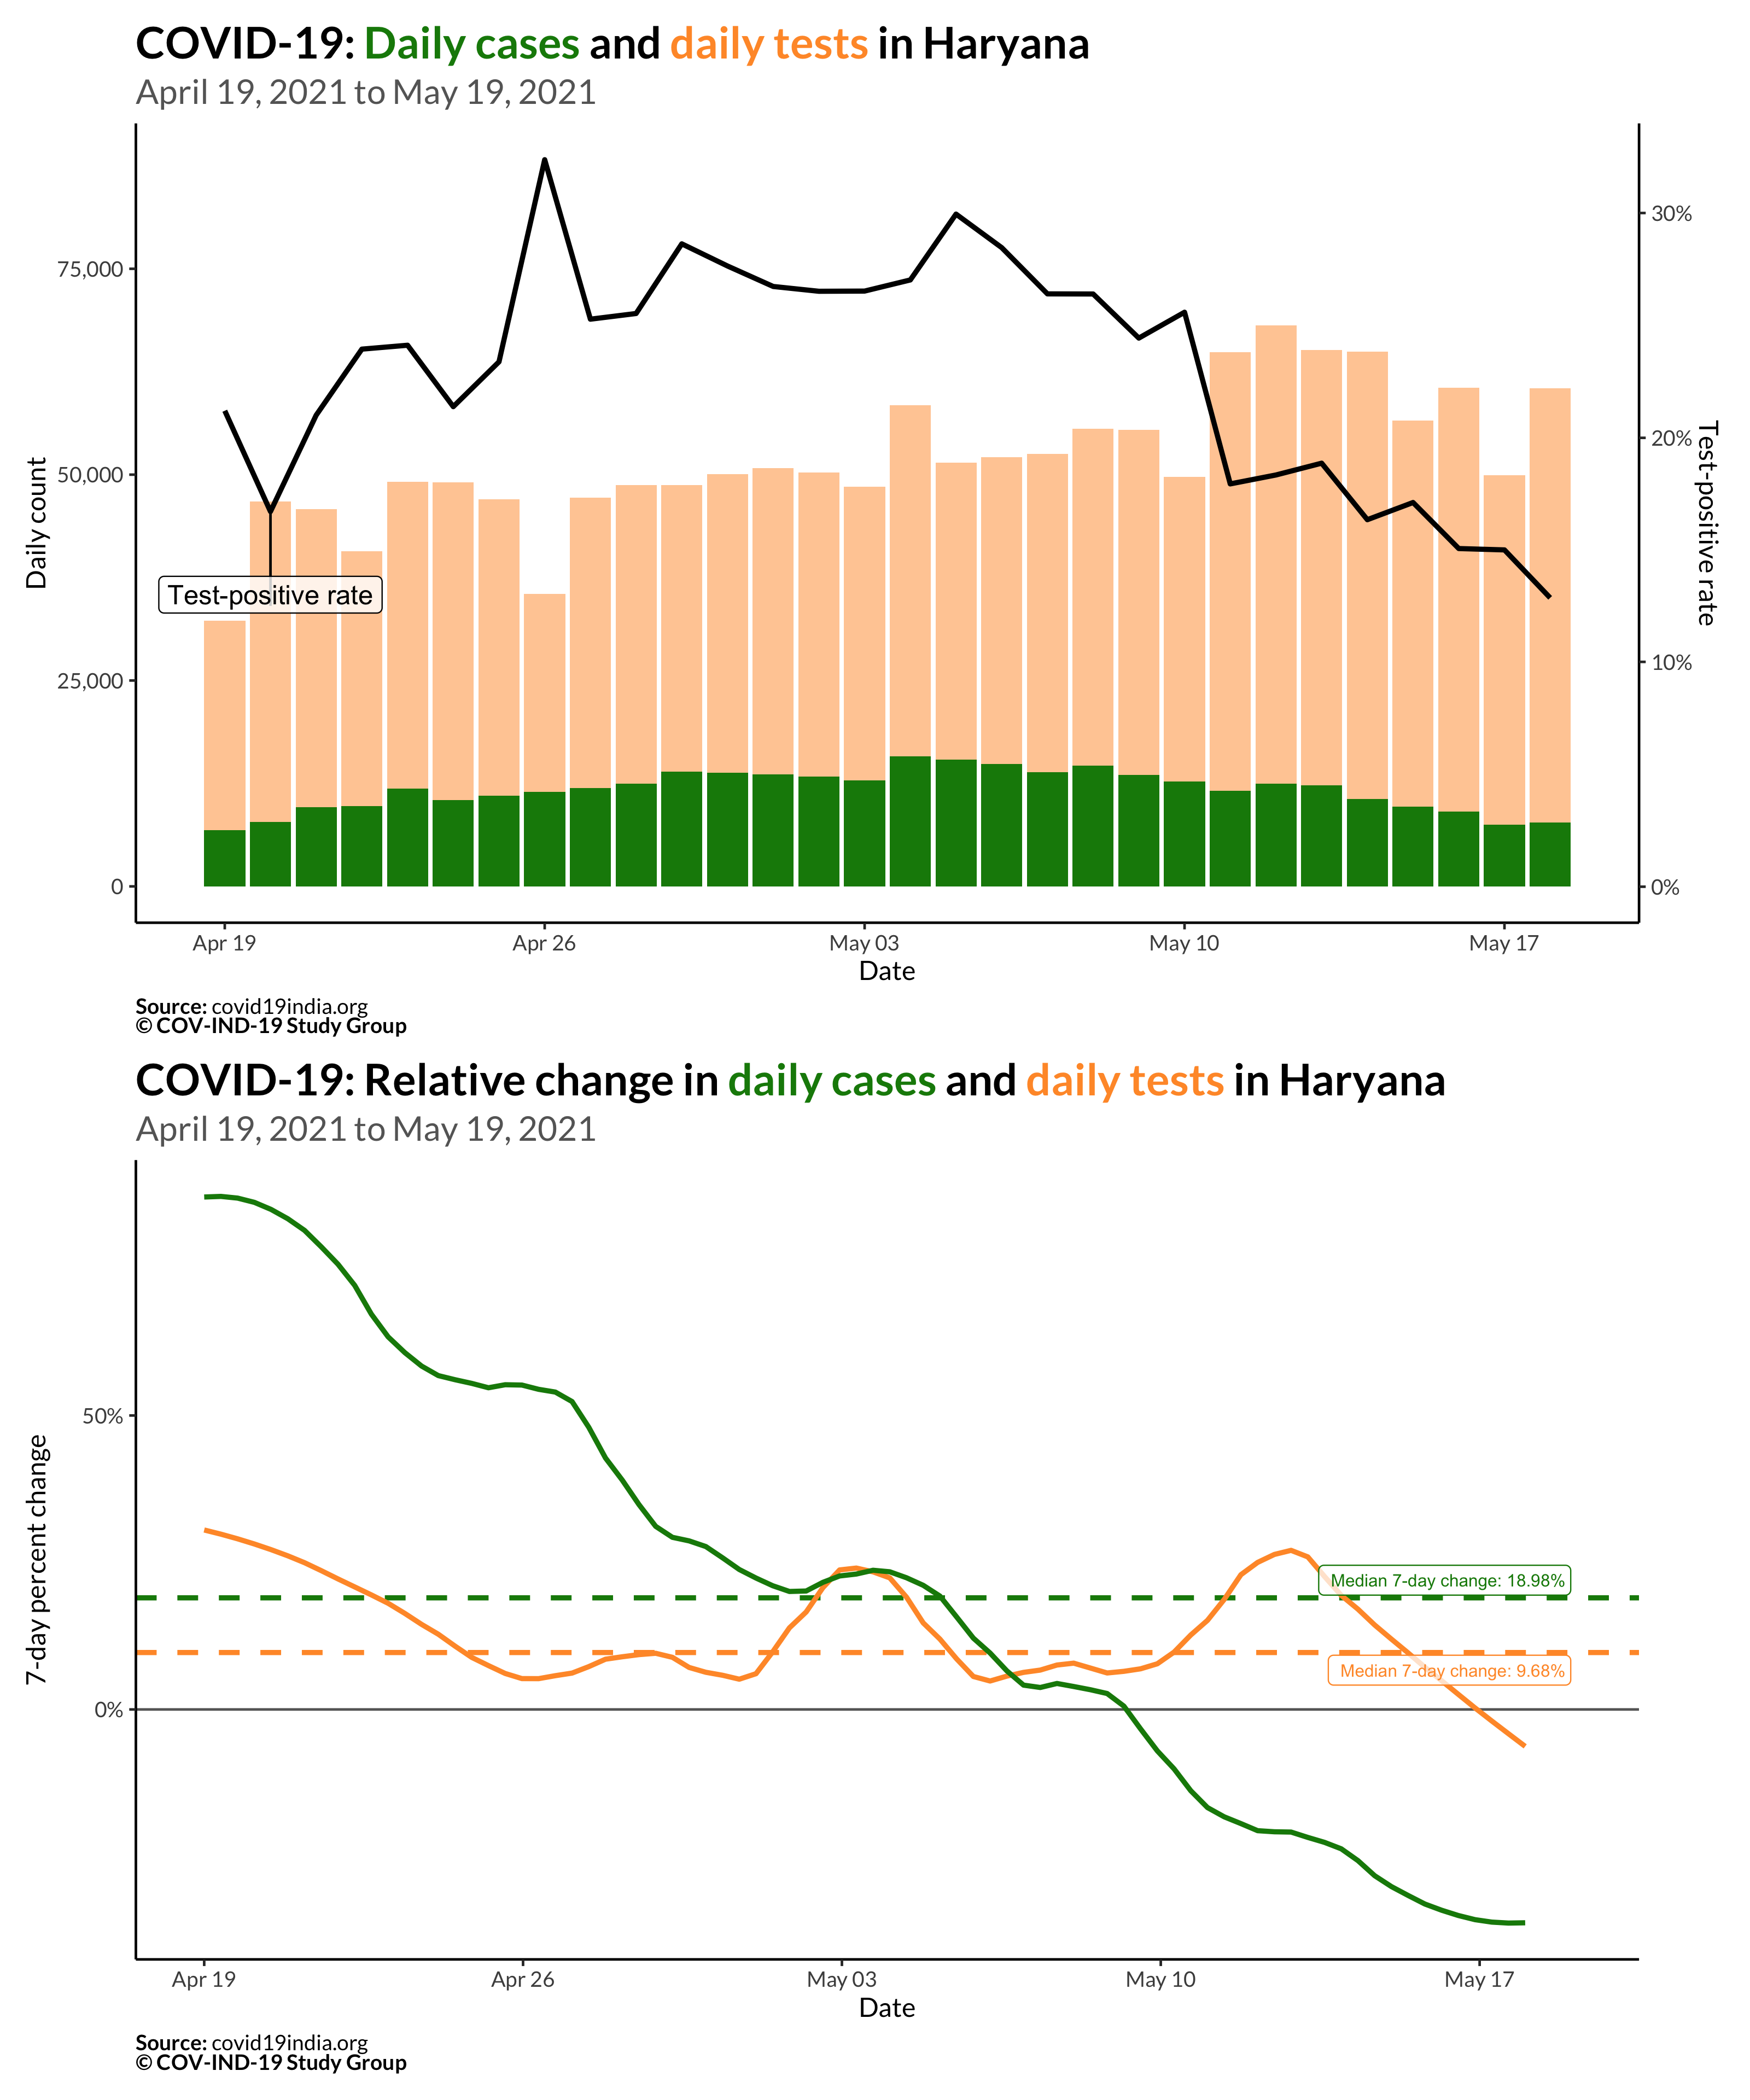 COVID-19: Daily cases and daily tests in Haryana
April 19, 2021 to May 19, 2021
75,000
50,000
25,000
0
Daily count
30%
20%
10%
0%
Test-positive rate
Test-positive rate
Apr 19
Apr 26
May 03
May 10
May 17
Date
Source: covid19india.org
© COV-IND-19 Study Group
COVID-19: Relative change in daily cases and daily tests in Haryana
April 19, 2021 to May 19, 2021
50%
0%
7-day percent change
Median 7-day change: 18.98%
Median 7-day change: 9.68%
Apr 19
Apr 26
May 03
May 10
May 17
Date
Source: covid19india.org
© COV-IND-19 Study Group